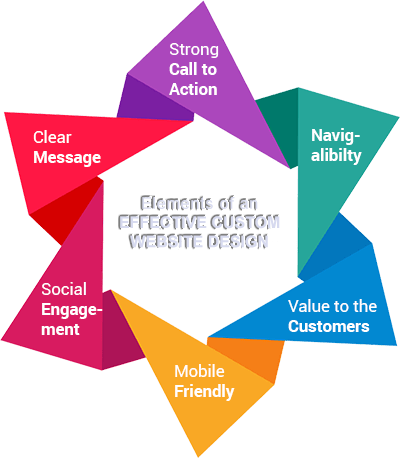 Strong
Call to
Action
Navig-
alibilty
Clear
Message
Elements of an
EFFECTIVE CUSTOM
WEBSITE DESIGN
Social
Engage-
ment
Value to the
Customers
Mobile
Friendly